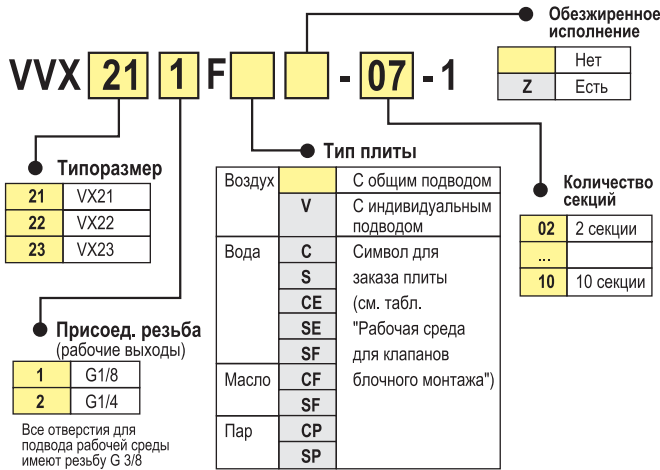 Обезжиренное
исполнение
Нет
Z Есть
VVX 21 1 F - 07 - 1
Типоразмер
21 VX21
22 VX22
23 VX23
Присоед. резьба
(рабочие выходы)
1 G1/8
2 G1/4
Все отверстия для
подвода рабочей среды
имеют резьбу G 3/8
Тип плиты
Воздух С общим подводом
V С индивидуальным
подводом
Вода C Символ для
S заказа плиты
CE (см. табл.
SE "Рабочая среда
SF для клапанов
Масло CF блочного монтажа")
SF
Пар CP
SP
Количество
секций
02 2 секции
...
10 10 секции